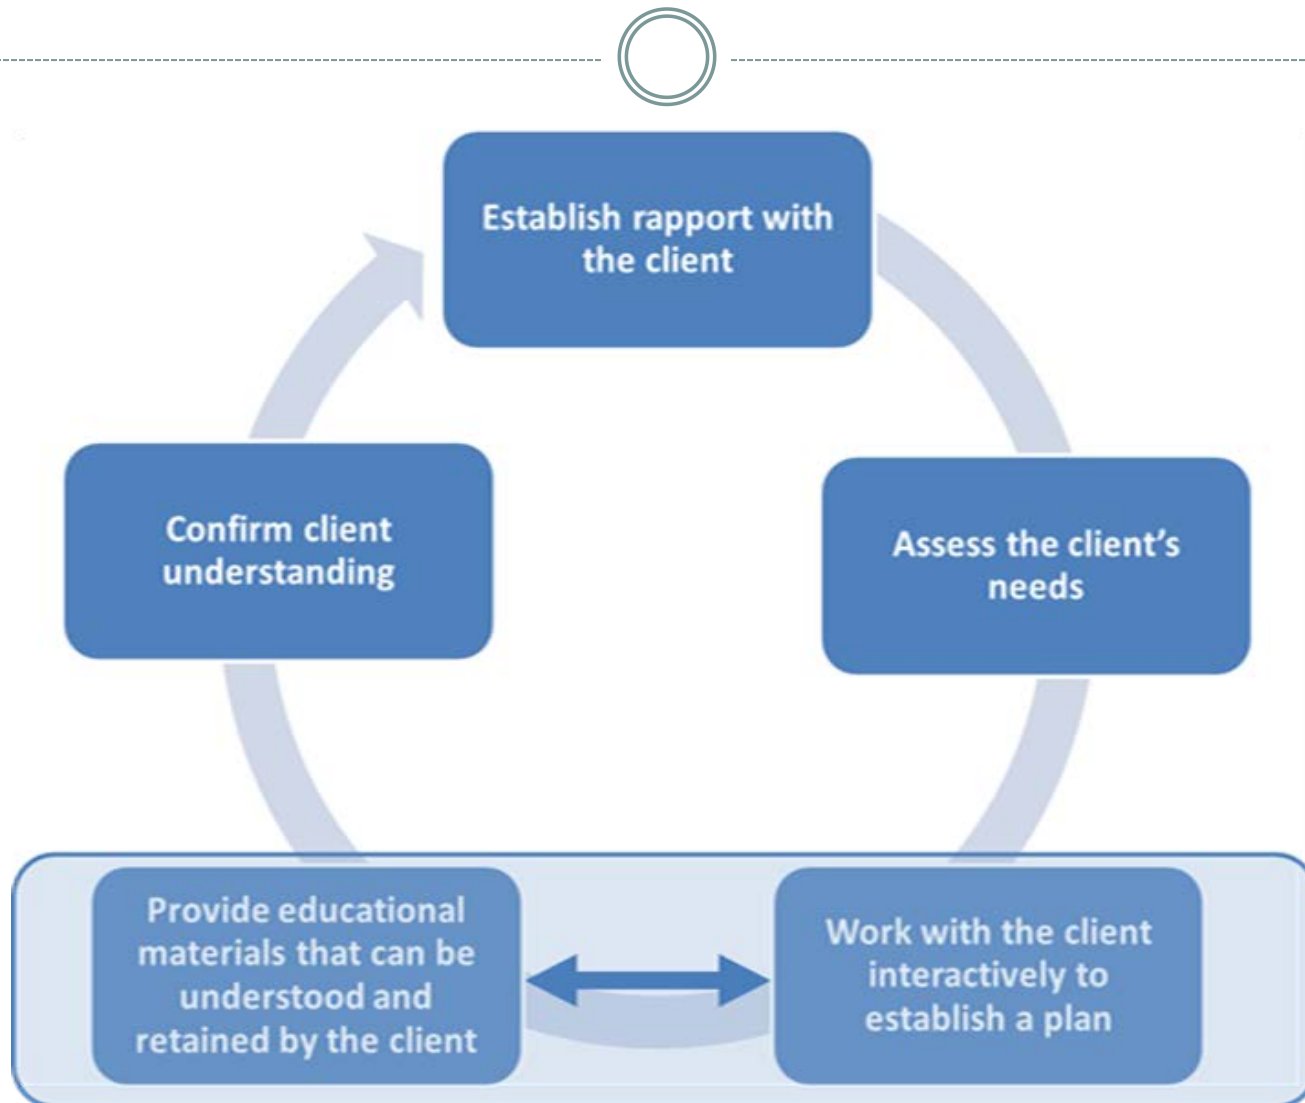 Establish rapport with
the client
Assess the client’s
needs
Work with the client
interactively to
establish a plan
Provide educational
materials that can be
understood and
retained by the client
Confirm client
understanding